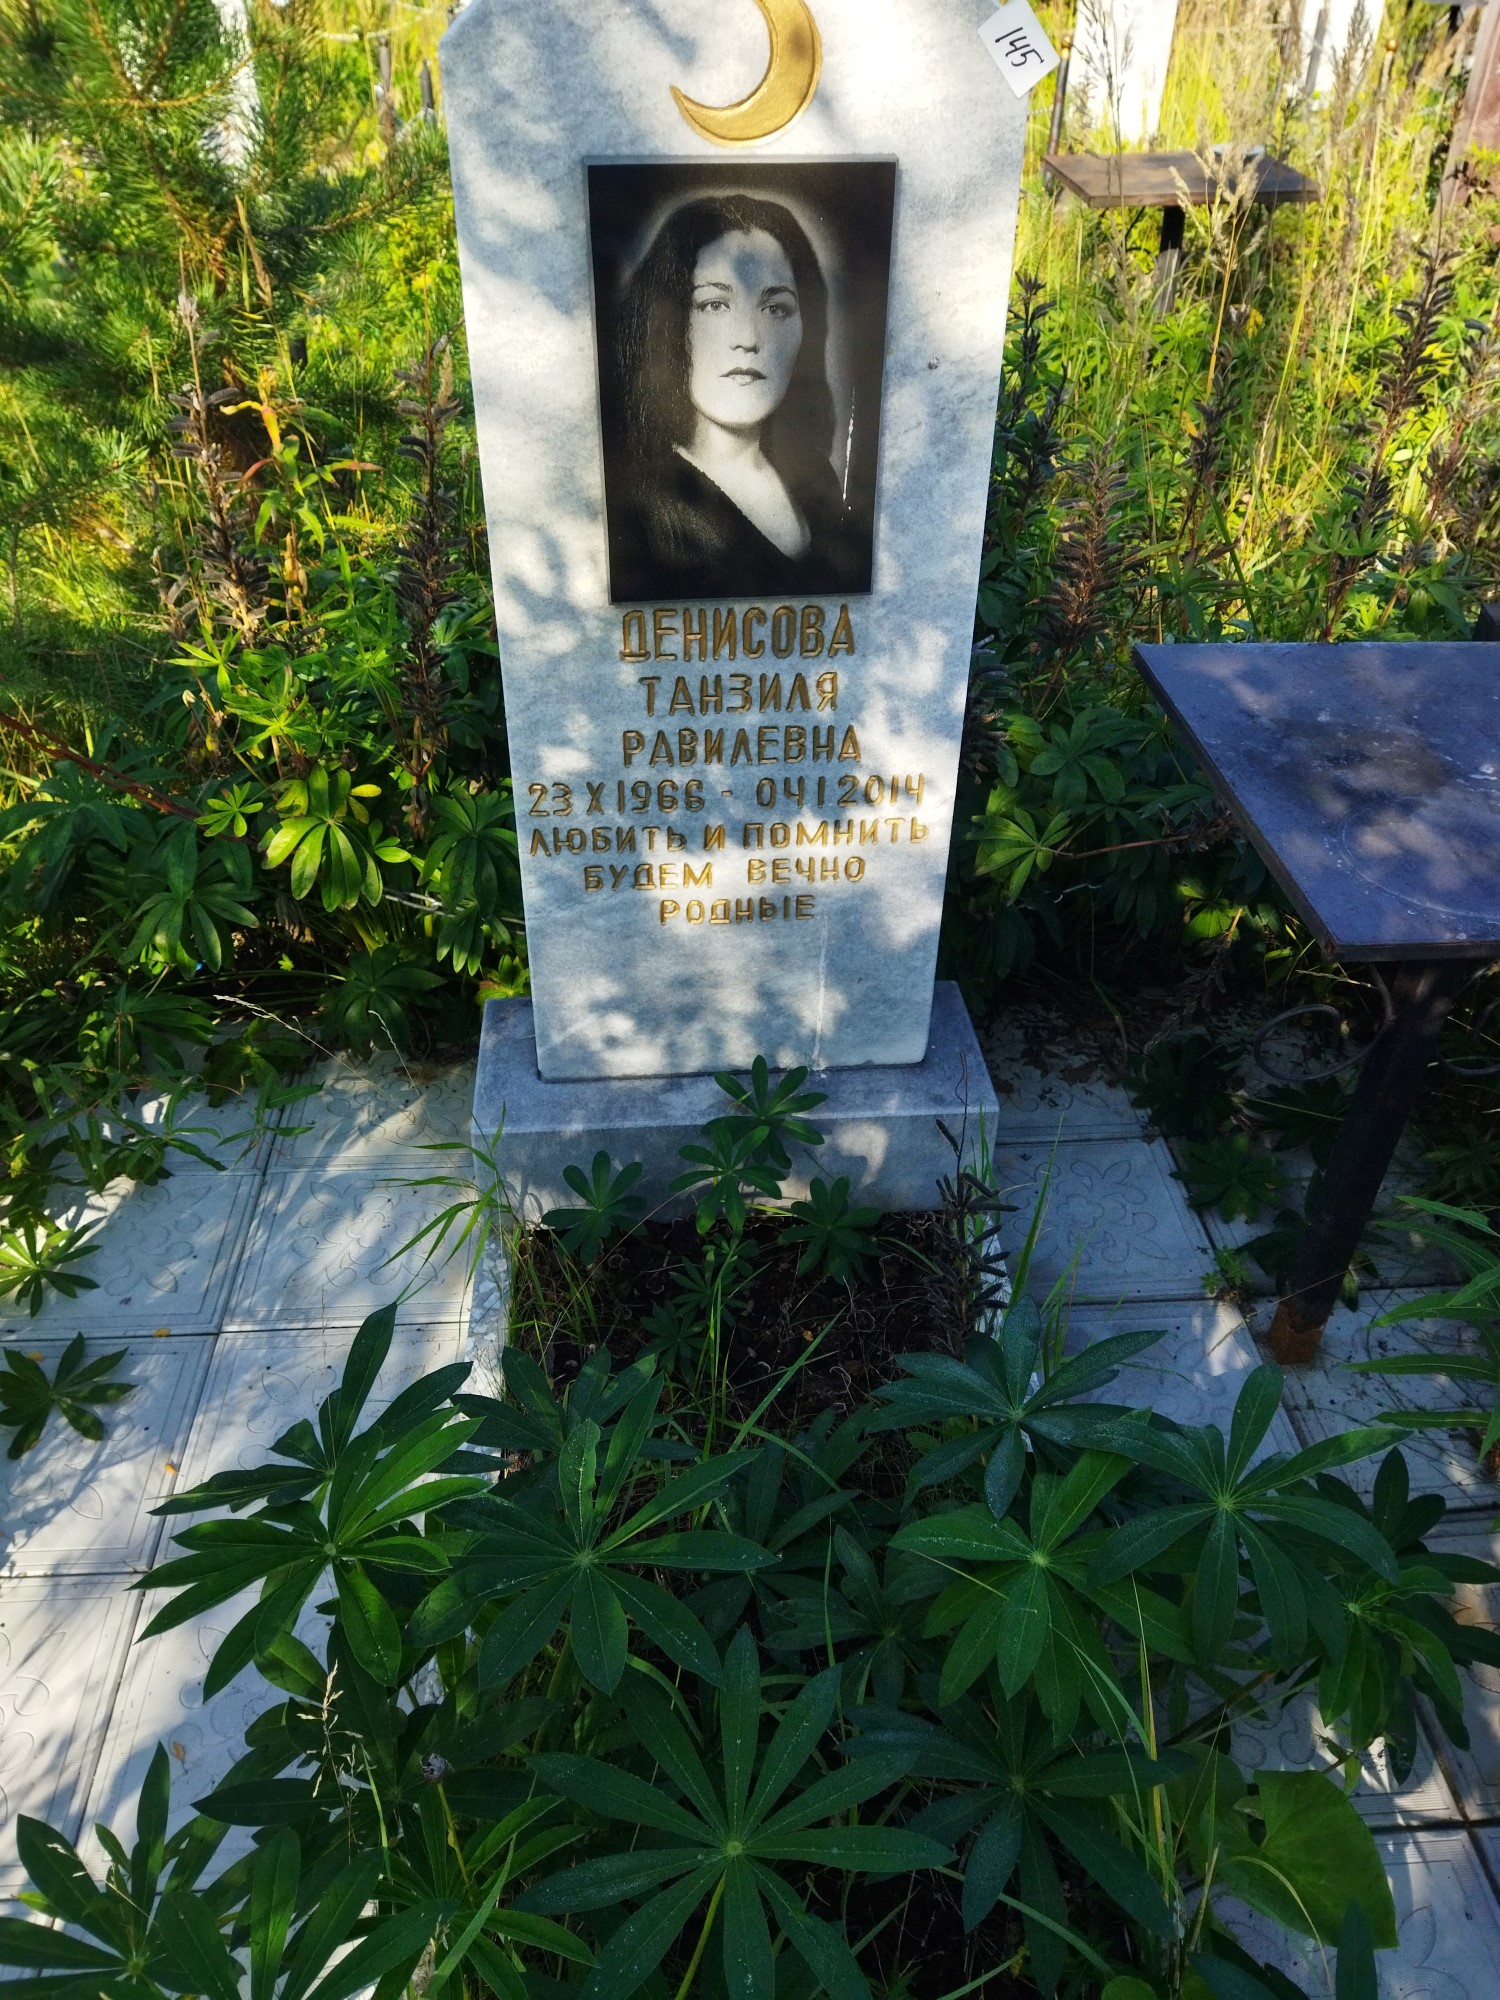 145
ДЕНИСОВА
ТАНЗИЛЯ
РАВИЛЕВНА
23 X 1966 - 04 I 2014
ЛЮБИТЬ И ПОМНИТЬ
БУДЕМ ВЕЧНО
РОДНЫЕ